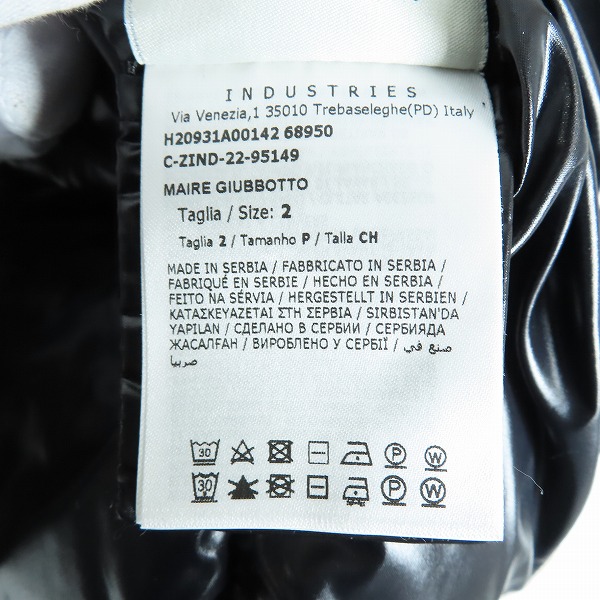 INDUSTRIES
Via Venezia,1 35010 Trebaseleghe(PD) Italy
H20931A00142 68950
C-ZIND-22-95149
MAIRE GIUBBOTTO
Taglia / Size: 2
Taglia 2 / Tamanho P / Talla CH
MADE IN SERBIA / FABBRICATO IN SERBIA /
FABRIQUÉ EN SERBIE / HECHO EN SERBIA /
FEITO NA SÉRVIA / HERGESTELLT IN SERBIEN /
ΚΑΤΑΣΚΕΥΑΖΕΤΑΙ ΣΤΗ ΣΕΡΒΙΑ / SIRBISTAN'DA
YAPILAN / СДЕЛАНО В СЕРБИИ / СЕРБИЯДА
ЖАСАЛҒАН / ВИРОБЛЕНО У СЕРБІЇ / صنع في
صربيا
30 P W
30 P W